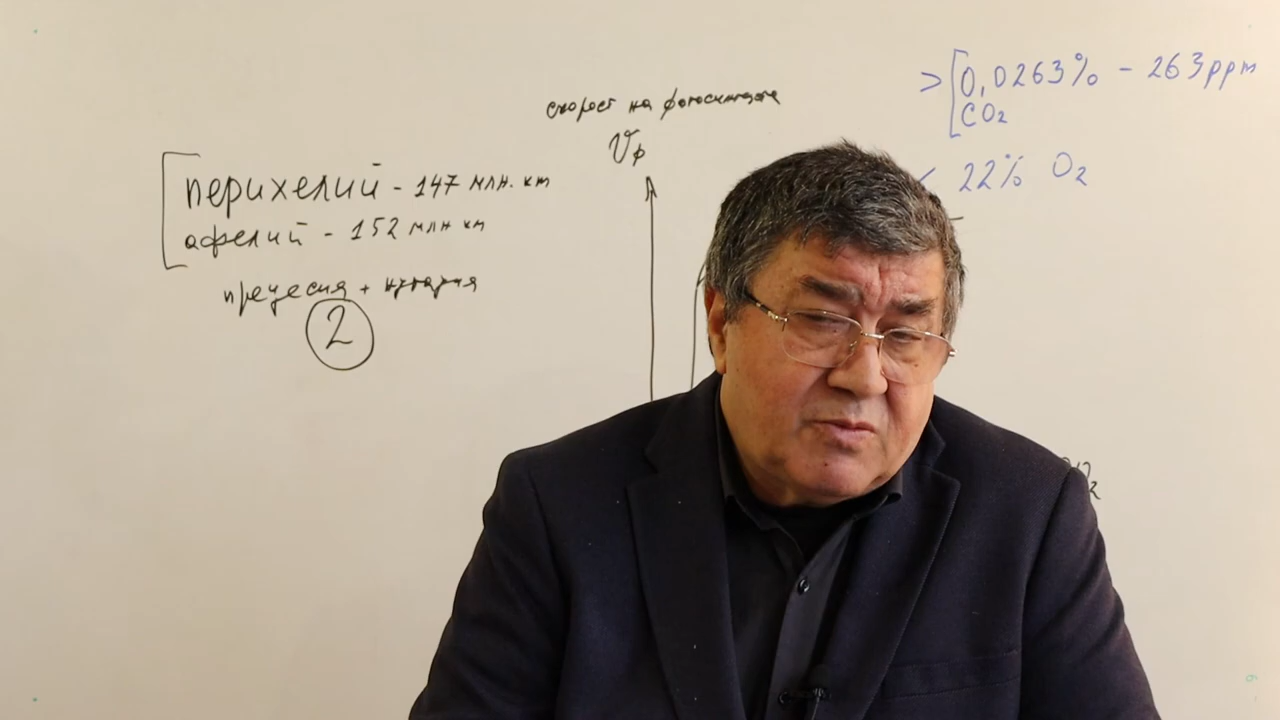 перихелий - 147 млн. км
афелий - 152 млн км
прецесия + нутация
2
скорост на фотосинтеза
Vф
> 0,0263% - 263 ppm
CO₂
22% O₂